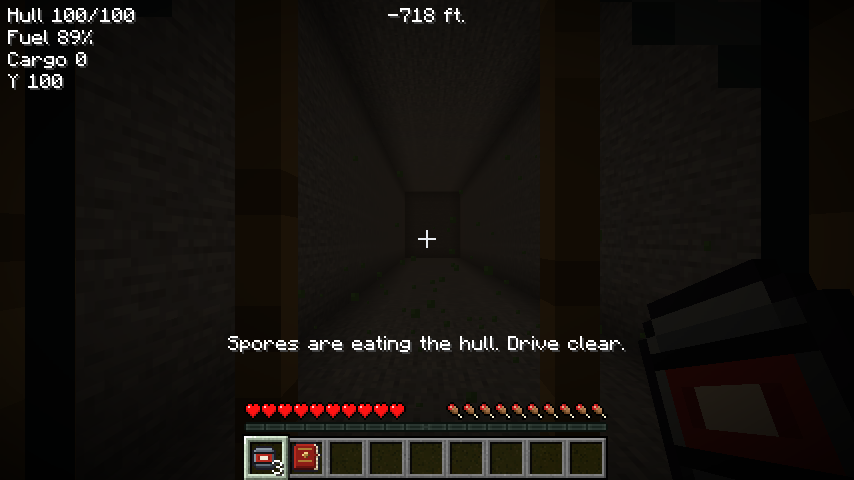 Hull 100/100
-718 ft.
Fuel 89%
Cargo 0
Y 100
Spores are eating the hull. Drive clear.
3